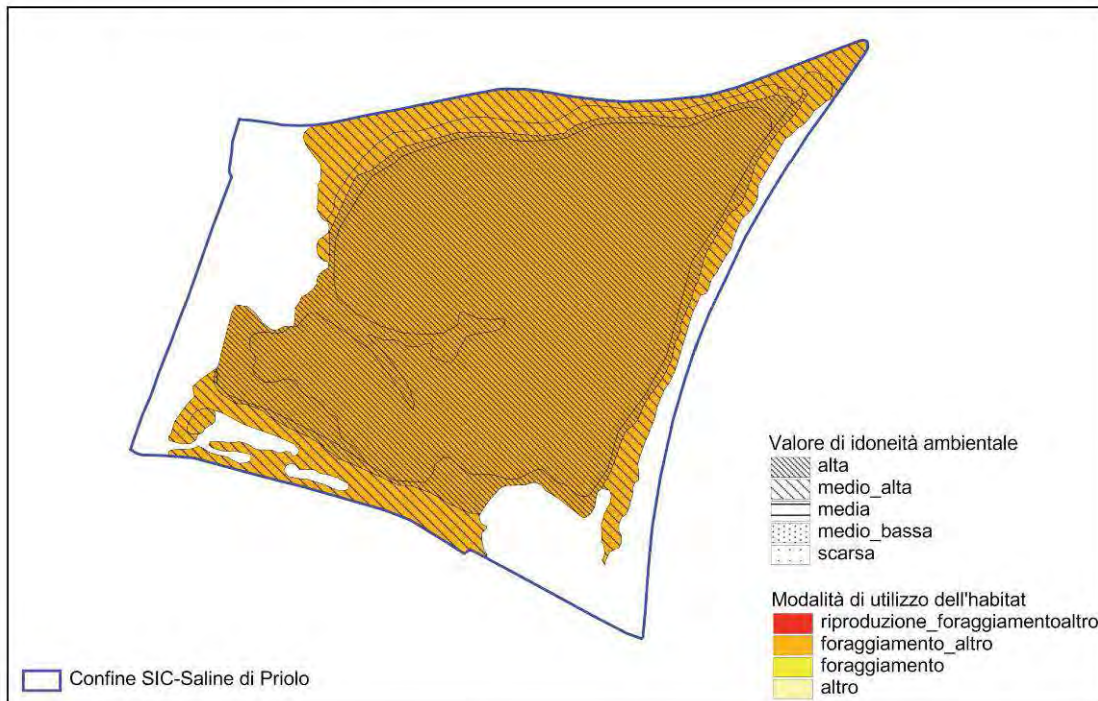 Valore di idoneità ambientale
alta
medio_alta
media
medio_bassa
scarsa
Modalità di utilizzo dell'habitat
riproduzione_foraggiamentoaltro
foraggiamento_altro
foraggiamento
altro
Confine SIC-Saline di Priolo